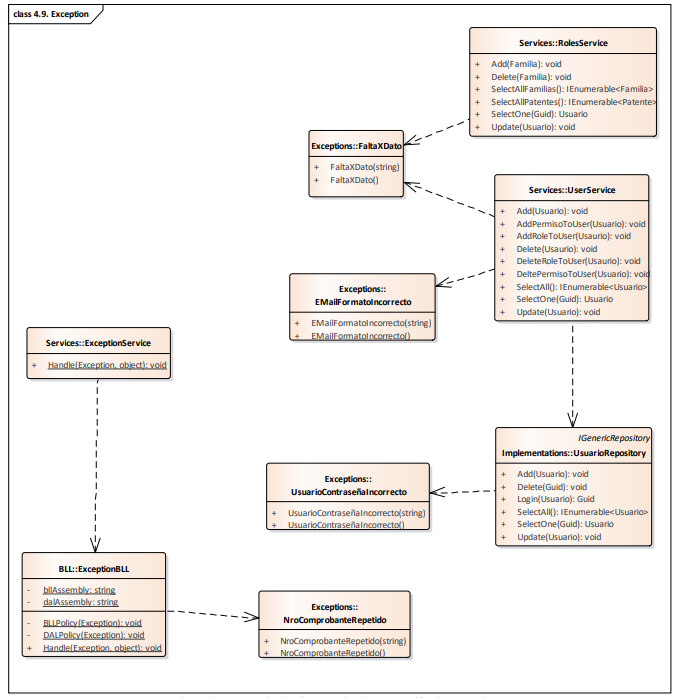 class 4.9. Exception
Services::RolesService
+ Add(Familia): void
+ Delete(Familia): void
+ SelectAllFamilias(): IEnumerable<Familia>
+ SelectAllPatentes(): IEnumerable<Patente>
+ SelectOne(Guid): Usuario
+ Update(Usuario): void
Exceptions::FaltaXDato
+ FaltaXDato(string)
+ FaltaXDato()
Services::UserService
+ Add(Usuario): void
+ AddPermisoToUser(Usuario): void
+ AddRoleToUser(Usaurio): void
+ Delete(Usaurio): void
+ DeleteRoleToUser(Usuario): void
+ DeltePermisoToUser(Usuario): void
+ SelectAll(): IEnumerable<Usuario>
+ SelectOne(Guid): Usuario
+ Update(Usuario): void
Exceptions::
EMailFormatoIncorrecto
+ EMailFormatoIncorrecto(string)
+ EMailFormatoIncorrecto()
Services::ExceptionService
+ Handle(Exception, object): void
IGenericRepository
Implementations::UsuarioRepository
+ Add(Usuario): void
+ Delete(Guid): void
+ Login(Usuario): Guid
+ SelectAll(): IEnumerable<Usuario>
+ SelectOne(Guid): Usuario
+ Update(Usuario): void
Exceptions::
UsuarioContraseñaIncorrecto
+ UsuarioContraseñaIncorrecto(string)
+ UsuarioContraseñaIncorrecto()
BLL::ExceptionBLL
- bllAssembly: string
- dalAssembly: string
- BLLPolicy(Exception): void
- DALPolicy(Exception): void
+ Handle(Exception, object): void
Exceptions::
NroComprobanteRepetido
+ NroComprobanteRepetido(string)
+ NroComprobanteRepetido()